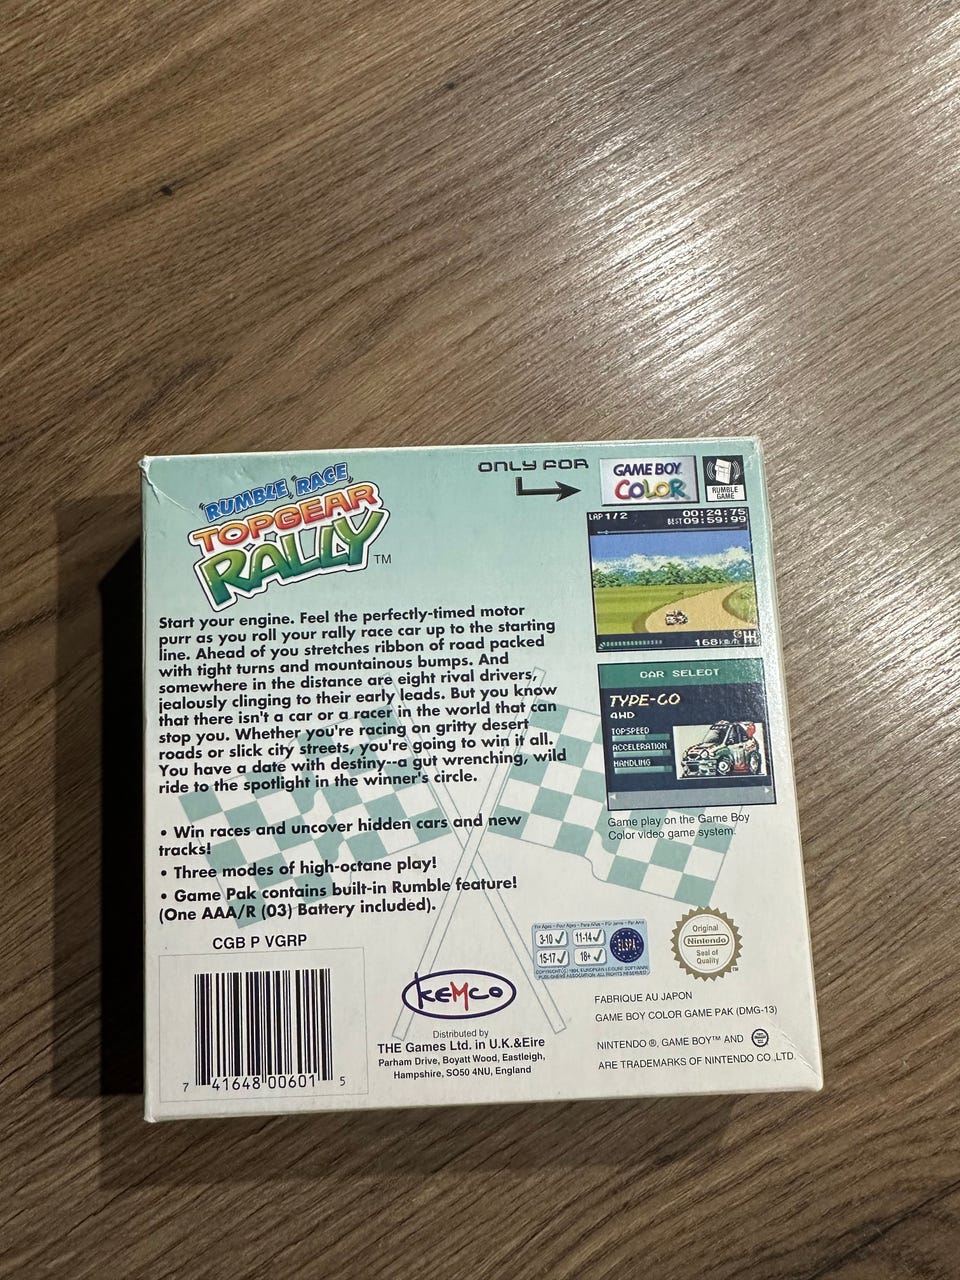 "RUMBLE, RACE,
TOPGEAR
RALLY™
ONLY FOR
GAME BOY
COLOR
RUMBLE
GAME
LAP 1/2 00:24:75
BEST 09:59:99
168km/h
Start your engine. Feel the perfectly-timed motor
purr as you roll your rally race car up to the starting
line. Ahead of you stretches ribbon of road packed
with tight turns and mountainous bumps. And
somewhere in the distance are eight rival drivers,
jealously clinging to their early leads. But you know
that there isn't a car or a racer in the world that can
stop you. Whether you're racing on gritty desert
roads or slick city streets, you're going to win it all.
You have a date with destiny--a gut wrenching, wild
ride to the spotlight in the winner's circle.
CAR SELECT
TYPE-CO
4WD
TOPSPEED
ACCELERATION
HANDLING
Game play on the Game Boy
Color video game system.
• Win races and uncover hidden cars and new
tracks!
• Three modes of high-octane play!
• Game Pak contains built-in Rumble feature!
(One AAA/R (03) Battery included).
CGB P VGRP
7 41648 00601 5
KEMCO
Distributed by
THE Games Ltd. in U.K.&Eire
Parham Drive, Boyatt Wood, Eastleigh,
Hampshire, SO50 4NU, England
3-10 11-14
15-17 18+
ELSPA
Original
Nintendo
Seal of
Quality
TM
FABRIQUE AU JAPON
GAME BOY COLOR GAME PAK (DMG-13)
NINTENDO ®, GAME BOY™ AND
ARE TRADEMARKS OF NINTENDO CO.,LTD.